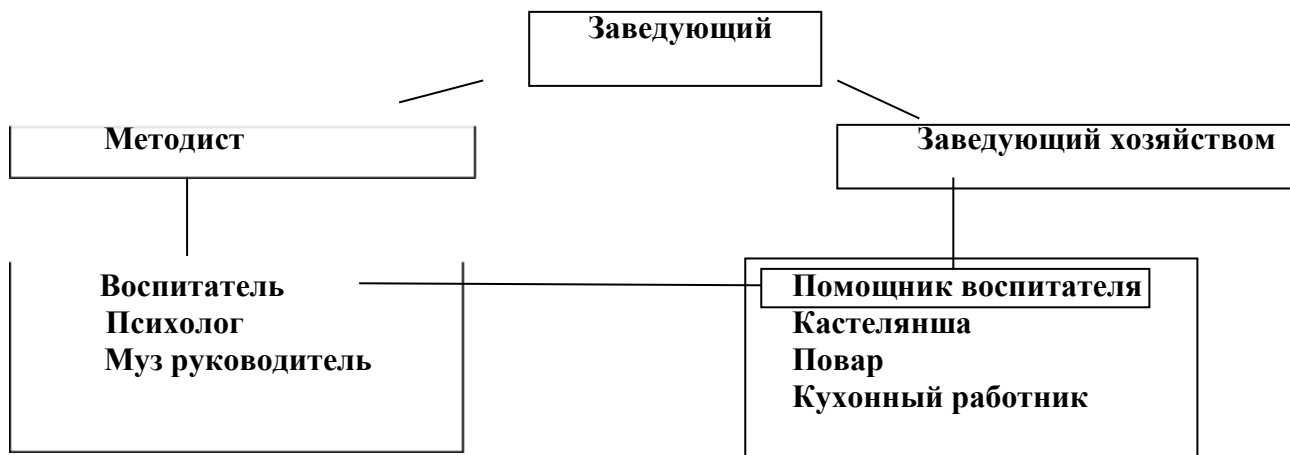 Заведующий
Методист
Заведующий хозяйством
Воспитатель
Психолог
Муз руководитель
Помощник воспитателя
Кастелянша
Повар
Кухонный работник